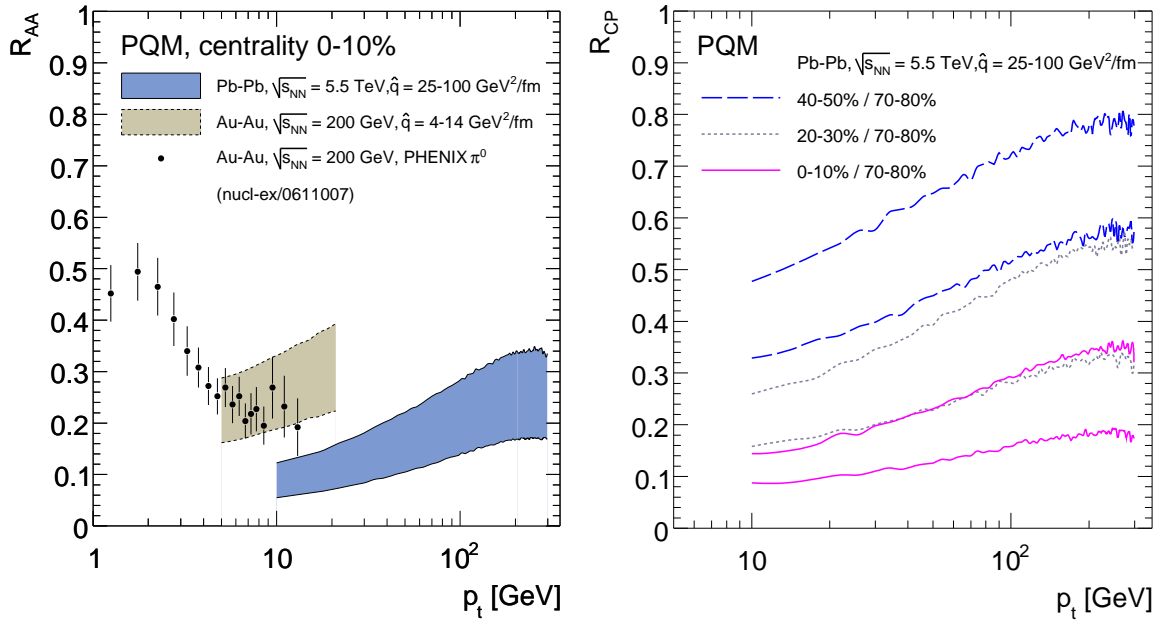 R_AA
1
0.9
0.8
0.7
0.6
0.5
0.4
0.3
0.2
0.1
0
PQM, centrality 0-10%
Pb-Pb, √s_NN = 5.5 TeV,q̂ = 25-100 GeV²/fm
Au-Au, √s_NN = 200 GeV,q̂ = 4-14 GeV²/fm
Au-Au, √s_NN = 200 GeV, PHENIX π⁰
(nucl-ex/0611007)
1
10
10²
p_t [GeV]
R_CP
1
0.9
0.8
0.7
0.6
0.5
0.4
0.3
0.2
0.1
0
PQM
Pb-Pb, √s_NN = 5.5 TeV, q̂ = 25-100 GeV²/fm
40-50% / 70-80%
20-30% / 70-80%
0-10% / 70-80%
10
10²
p_t [GeV]